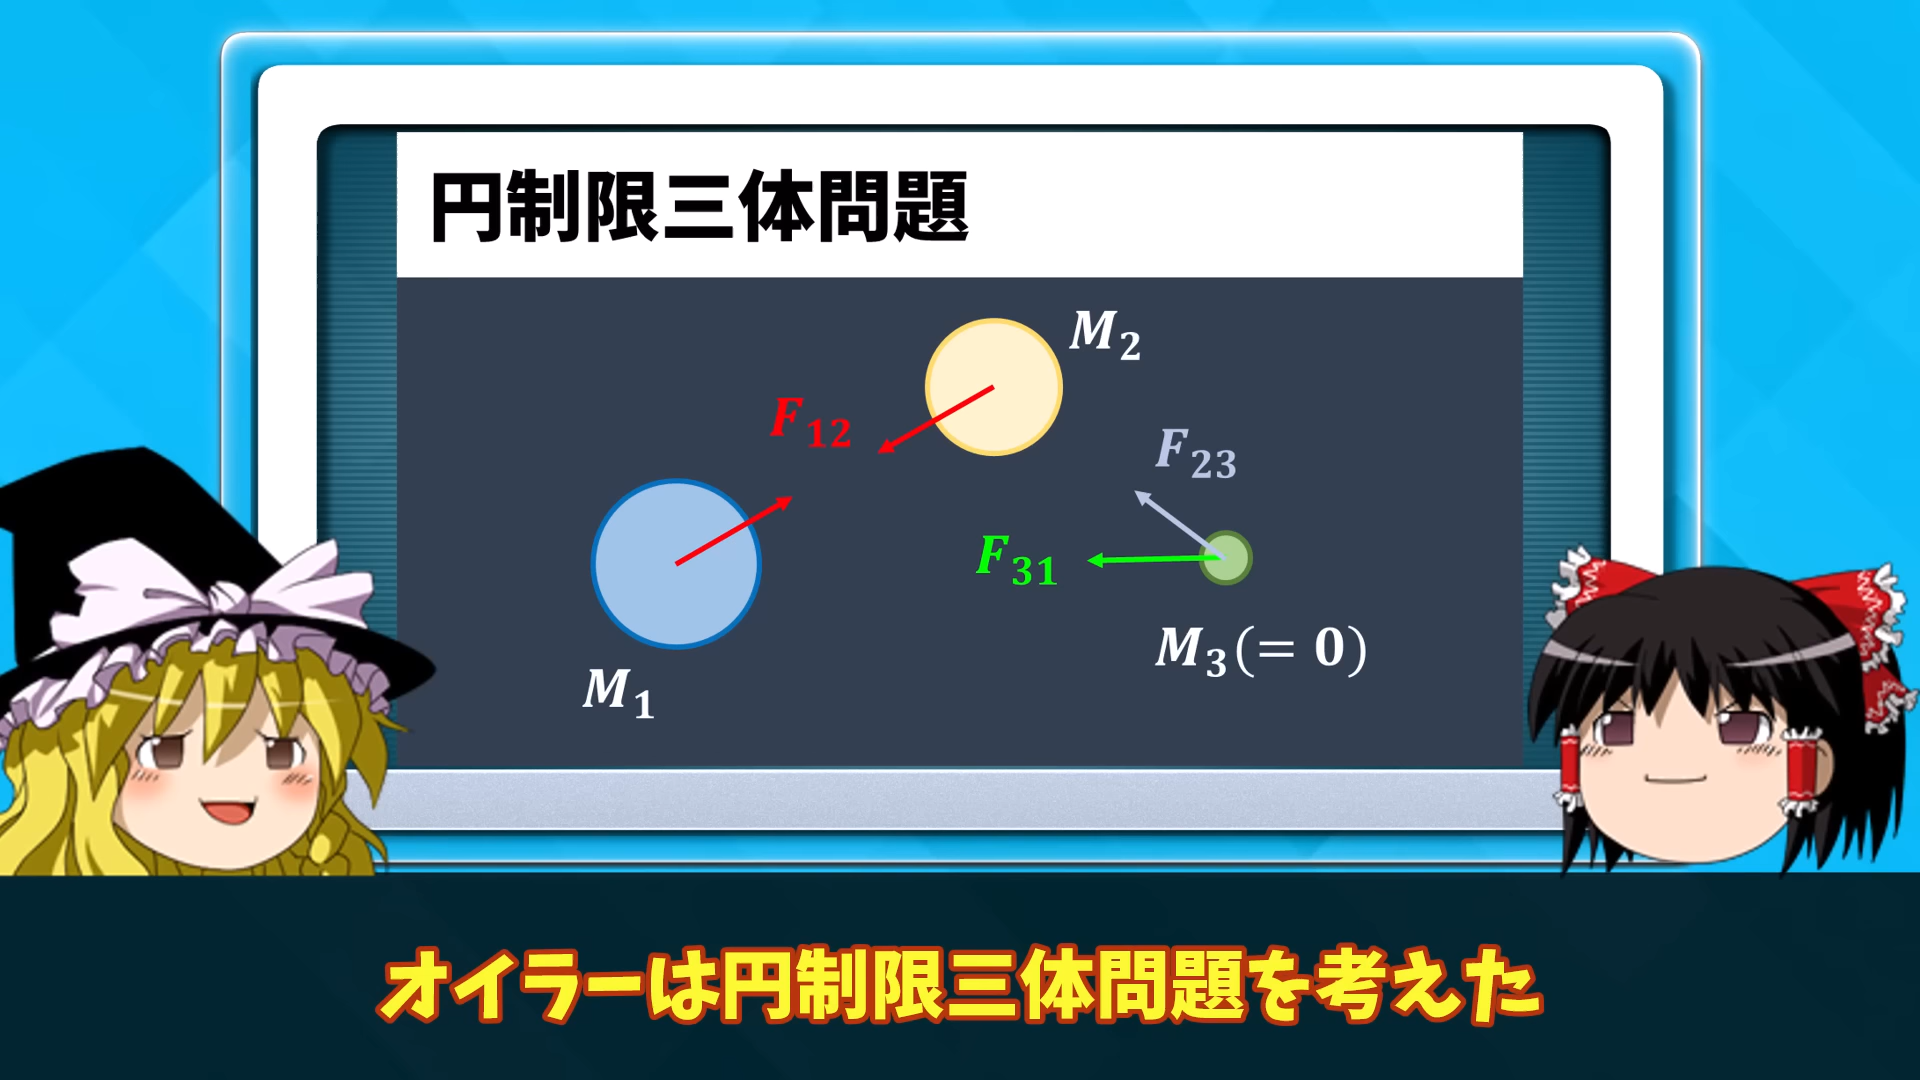 円制限三体問題
M₂
F₁₂
F₂₃
F₃₁
M₃(= 0)
M₁
オイラーは円制限三体問題を考えた